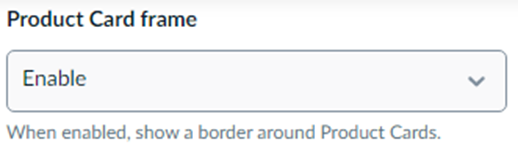 Product Card frame
Enable
When enabled, show a border around Product Cards.